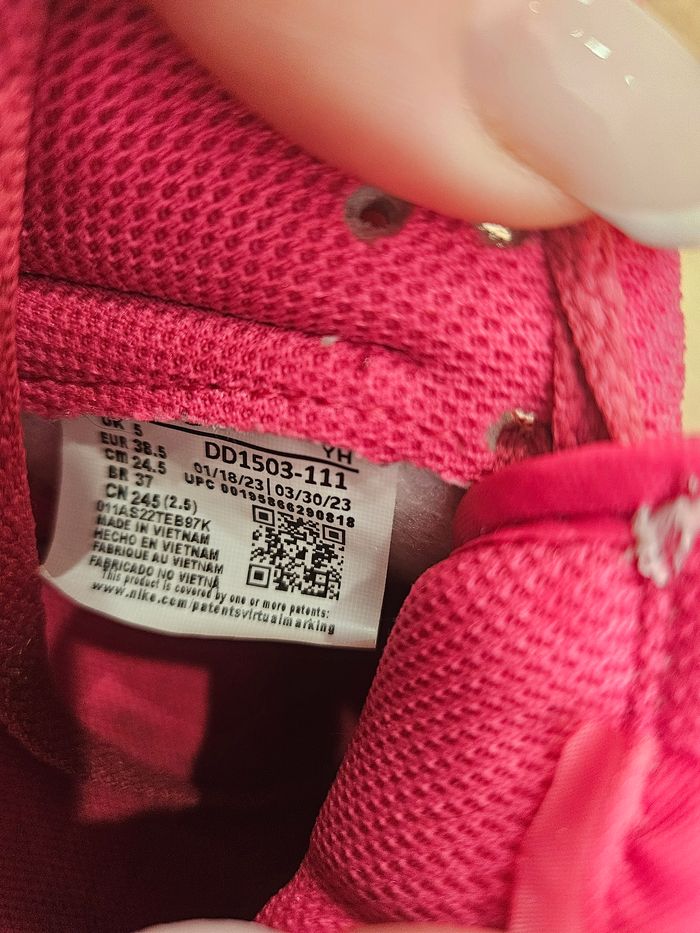 UK 5
EUR 38.5
cm 24.5
BR 37
CN 245 (2.5)
011AS22TEB97K
MADE IN VIETNAM
HECHO EN VIETNAM
FABRIQUE AU VIETNAM
FABRICADO NO VIETNÃ
This product is covered by one or more patents:
www.nike.com/patentsvirtualmarking
YH
DD1503-111
01/18/23 | 03/30/23
UPC 00195866290818